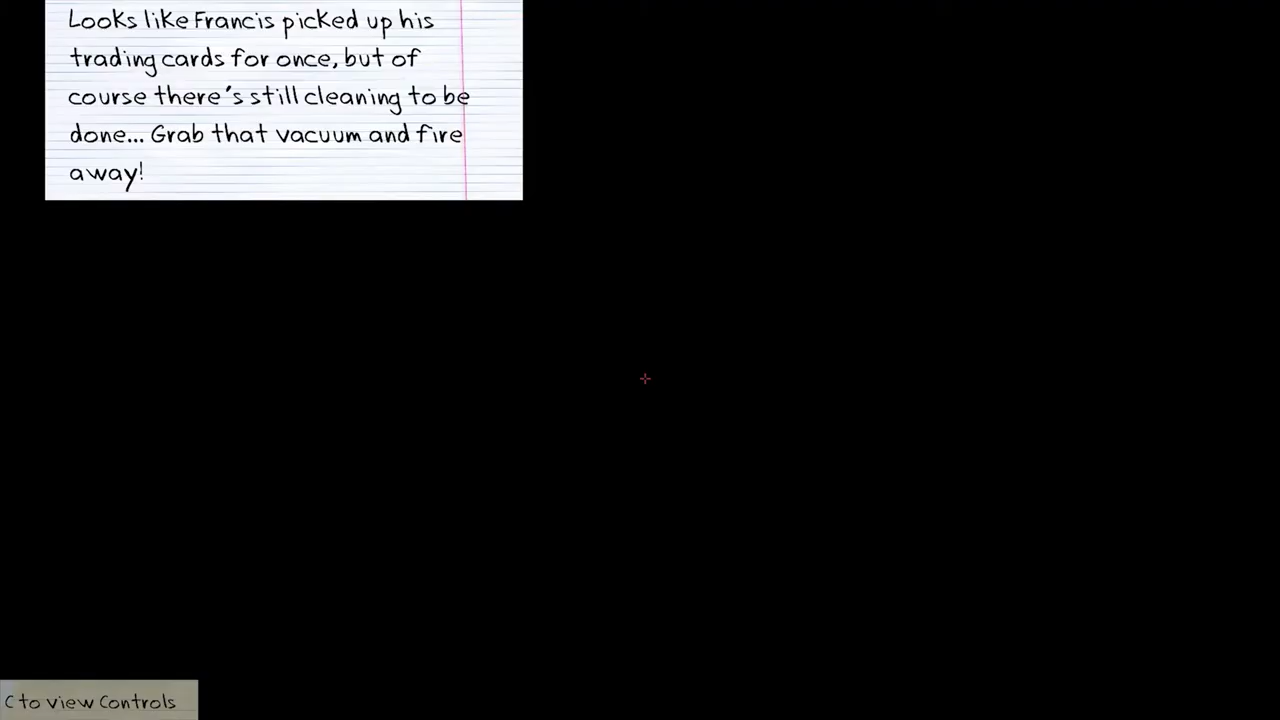 Looks like Francis picked up his
trading cards for once, but of
course there's still cleaning to be
done... Grab that vacuum and fire
away!
C to view Controls